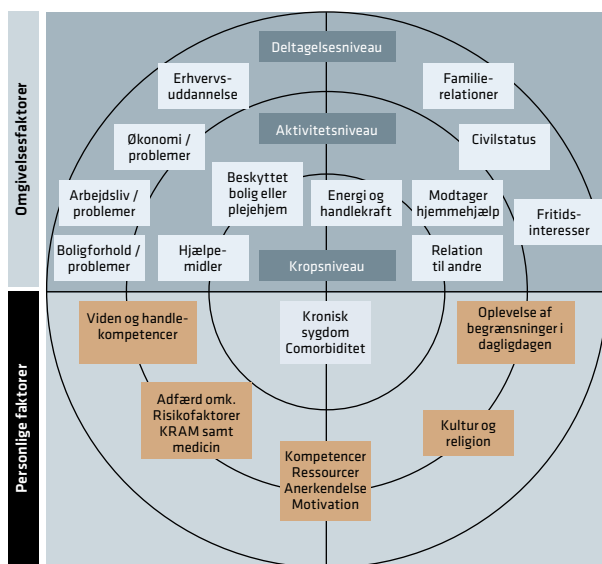 Omgivelsesfaktorer
Deltagelsesniveau
Erhvervs-
uddannelse
Familie-
relationer
Økonomi /
problemer
Aktivitetsniveau
Civilstatus
Arbejdsliv /
problemer
Beskyttet
bolig eller
plejehjem
Energi og
handlekraft
Modtager
hjemmehjælp
Fritids-
interesser
Boligforhold /
problemer
Hjælpe-
midler
Kropsniveau
Relation
til andre
Personlige faktorer
Viden og handle-
kompetencer
Kronisk
sygdom
Comorbiditet
Oplevelse af
begrænsninger i
dagligdagen
Adfærd omk.
Risikofaktorer
KRAM samt
medicin
Kompetencer
Ressourcer
Anerkendelse
Motivation
Kultur og
religion